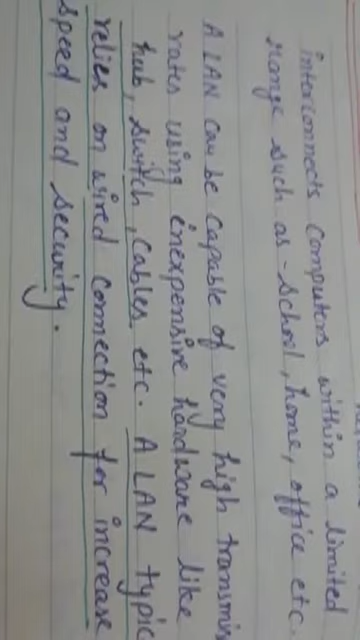 interconnects computers within a limited
range such as - school, home, office etc.
A LAN can be capable of very high transmis
rates using inexpensive hardware like
hub, switch, cables etc. A LAN typic
relies on wired connection for increase
speed and security.